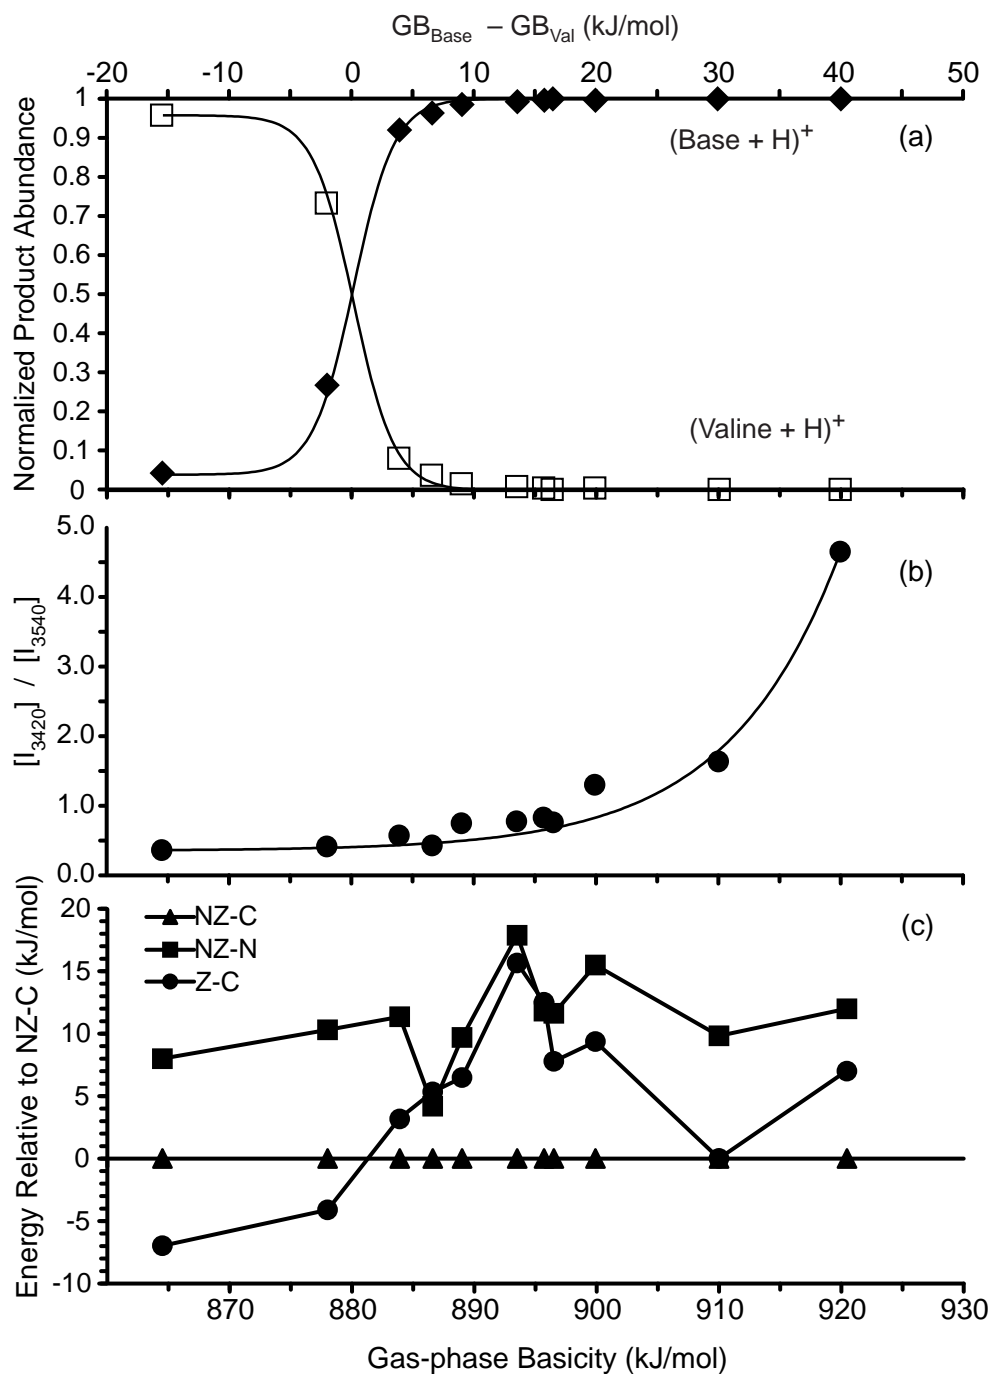 GB_Base – GB_Val (kJ/mol)
-20 -10 0 10 20 30 40 50
Normalized Product Abundance
1
0.9
0.8
0.7
0.6
0.5
0.4
0.3
0.2
0.1
0
(a)
(Base + H)+
(Valine + H)+
[I3420] / [I3540]
5.0
4.0
3.0
2.0
1.0
0.0
(b)
Energy Relative to NZ-C (kJ/mol)
20
15
10
5
0
-5
-10
NZ-C
NZ-N
Z-C
(c)
870 880 890 900 910 920 930
Gas-phase Basicity (kJ/mol)